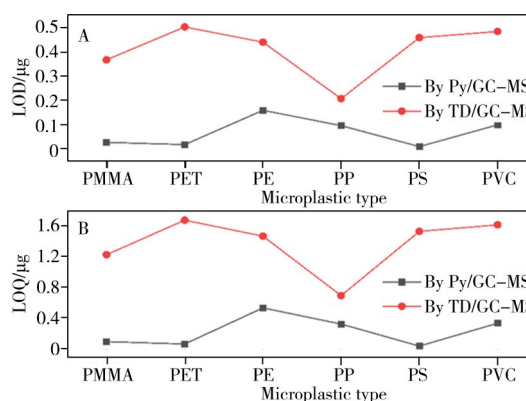 A
LOD/μg
0.5
0.4
0.3
0.2
0.1
0
By Py/GC-MS
By TD/GC-MS
PMMA PET PE PP PS PVC
Microplastic type
B
LOQ/μg
1.6
1.2
0.8
0.4
0
By Py/GC-MS
By TD/GC-MS
PMMA PET PE PP PS PVC
Microplastic type